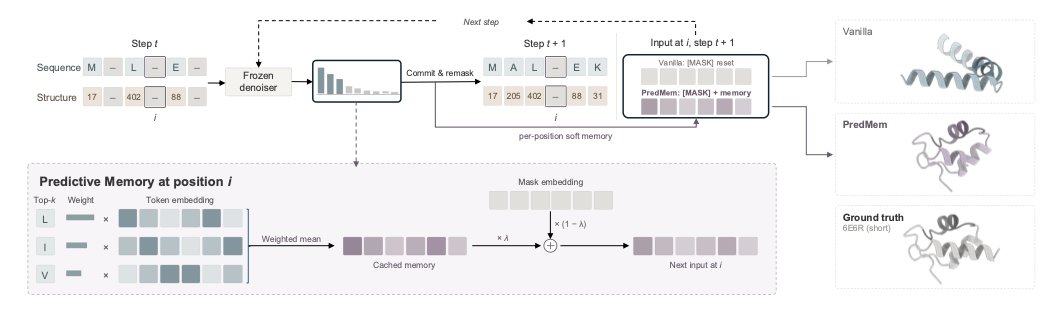 Next step
Step t
Step t + 1
Input at i, step t + 1
Vanilla
Sequence
M – L – E –
Frozen denoiser
Commit & remask
M A L – E K
Vanilla: [MASK] reset
Structure
17 – 402 – 88 –
17 205 402 – 88 31
PredMem: [MASK] + memory
i
i
per-position soft memory
PredMem
Predictive Memory at position i
Top-k Weight Token embedding
Mask embedding
L ×
× (1 − λ)
I × Weighted mean
× λ
+
V ×
Cached memory
Next input at i
Ground truth
6E6R (short)